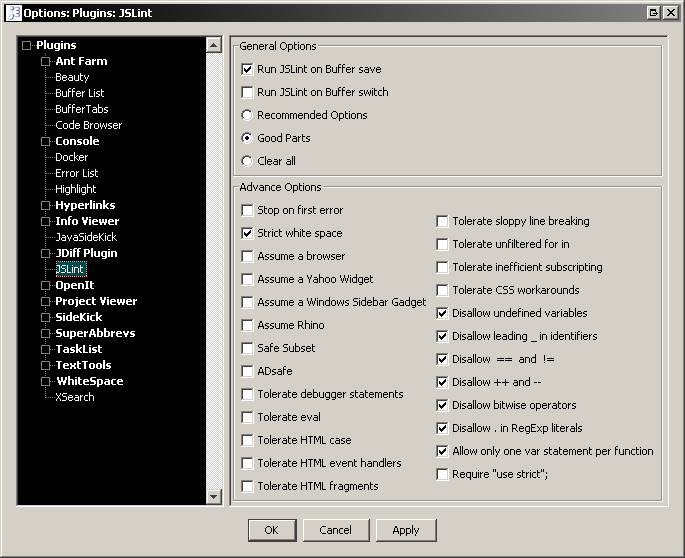 Options: Plugins: JSLint
Plugins
Ant Farm
Beauty
Buffer List
BufferTabs
Code Browser
Console
Docker
Error List
Highlight
Hyperlinks
Info Viewer
JavaSideKick
JDiff Plugin
JSLint
OpenIt
Project Viewer
SideKick
SuperAbbrevs
TaskList
TextTools
WhiteSpace
XSearch
General Options
Run JSLint on Buffer save
Run JSLint on Buffer switch
Recommended Options
Good Parts
Clear all
Advance Options
Stop on first error
Strict white space
Assume a browser
Assume a Yahoo Widget
Assume a Windows Sidebar Gadget
Assume Rhino
Safe Subset
ADsafe
Tolerate debugger statements
Tolerate eval
Tolerate HTML case
Tolerate HTML event handlers
Tolerate HTML fragments
Tolerate sloppy line breaking
Tolerate unfiltered for in
Tolerate inefficient subscripting
Tolerate CSS workarounds
Disallow undefined variables
Disallow leading _ in identifiers
Disallow == and !=
Disallow ++ and --
Disallow bitwise operators
Disallow . in RegExp literals
Allow only one var statement per function
Require "use strict";
OK Cancel Apply